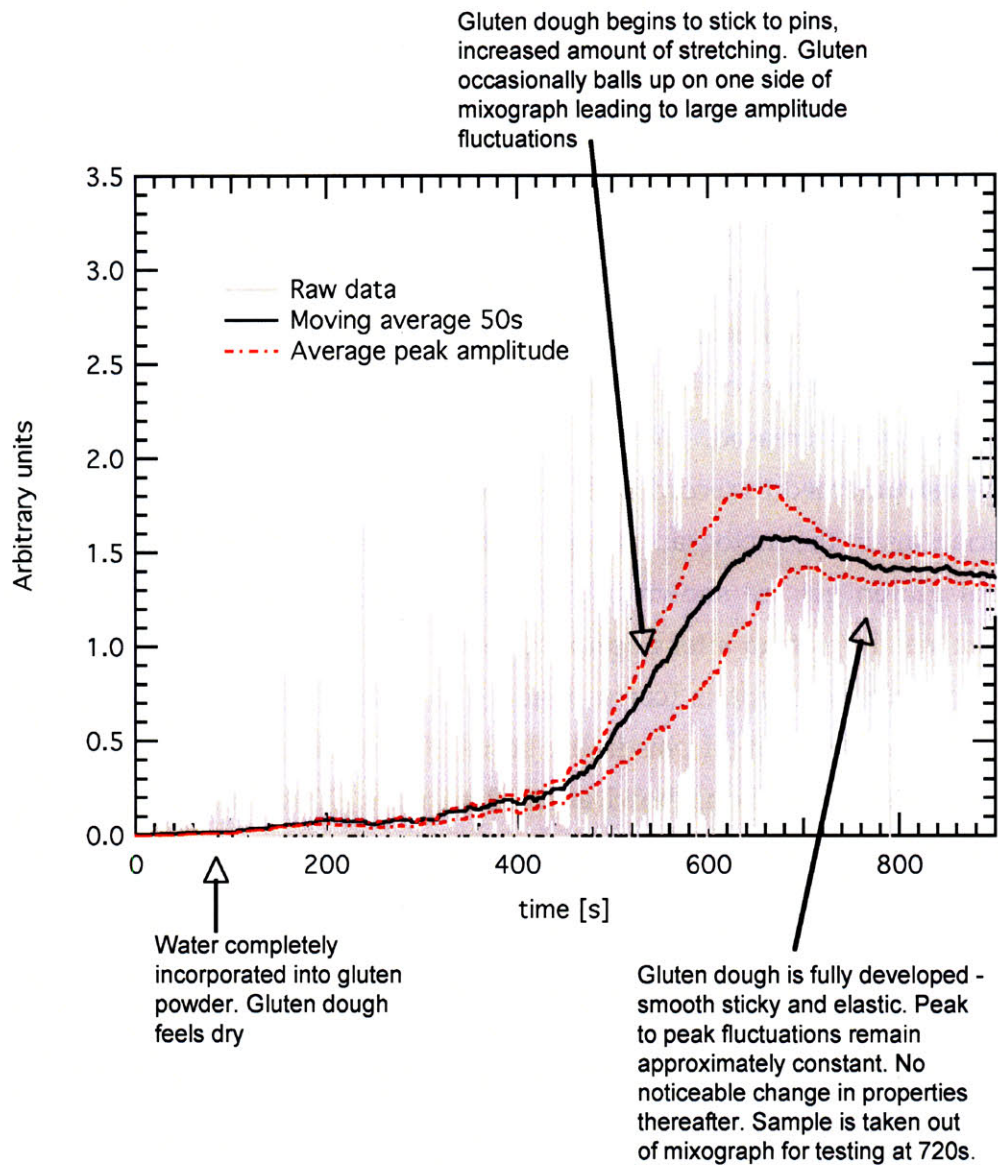 Gluten dough begins to stick to pins,
increased amount of stretching. Gluten
occasionally balls up on one side of
mixograph leading to large amplitude
fluctuations
3.5
3.0
2.5
2.0
1.5
1.0
0.5
0.0
Arbitrary units
Raw data
Moving average 50s
Average peak amplitude
0
200
400
600
800
time [s]
Water completely
incorporated into gluten
powder. Gluten dough
feels dry
Gluten dough is fully developed -
smooth sticky and elastic. Peak
to peak fluctuations remain
approximately constant. No
noticeable change in properties
thereafter. Sample is taken out
of mixograph for testing at 720s.